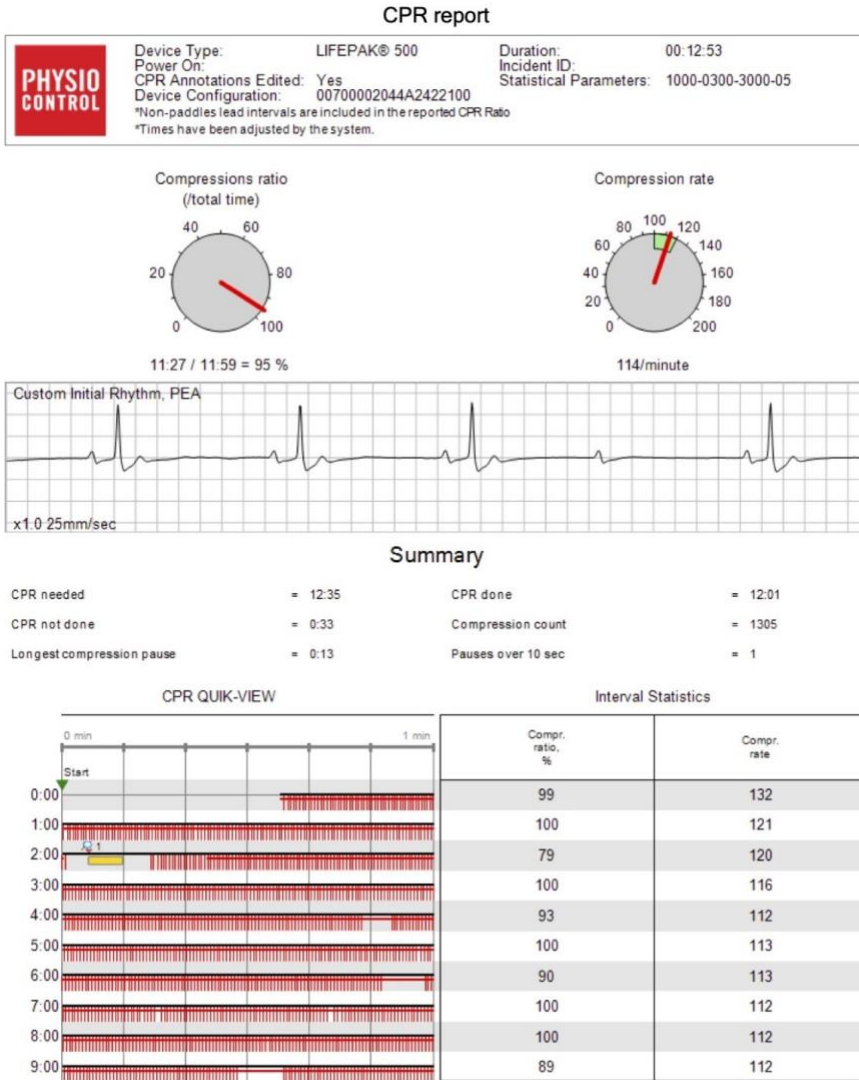 CPR report
PHYSIO
CONTROL
Device Type: LIFEPAK® 500 Duration: 00:12:53
Power On: Incident ID:
CPR Annotations Edited: Yes Statistical Parameters: 1000-0300-3000-05
Device Configuration: 00700002044A2422100
*Non-paddles lead intervals are included in the reported CPR Ratio
*Times have been adjusted by the system.
Compressions ratio
(/total time)
0 20 40 60 80 100
11:27 / 11:59 = 95 %
Compression rate
0 20 40 60 80 100 120 140 160 180 200
114/minute
Custom Initial Rhythm, PEA
x1.0 25mm/sec
Summary
CPR needed = 12:35 CPR done = 12:01
CPR not done = 0:33 Compression count = 1305
Longest compression pause = 0:13 Pauses over 10 sec = 1
CPR QUIK-VIEW Interval Statistics
0 min 1 min Compr. ratio, % Compr. rate
Start
0:00 99 132
1:00 100 121
1
2:00 79 120
3:00 100 116
4:00 93 112
5:00 100 113
6:00 90 113
7:00 100 112
8:00 100 112
9:00 89 112